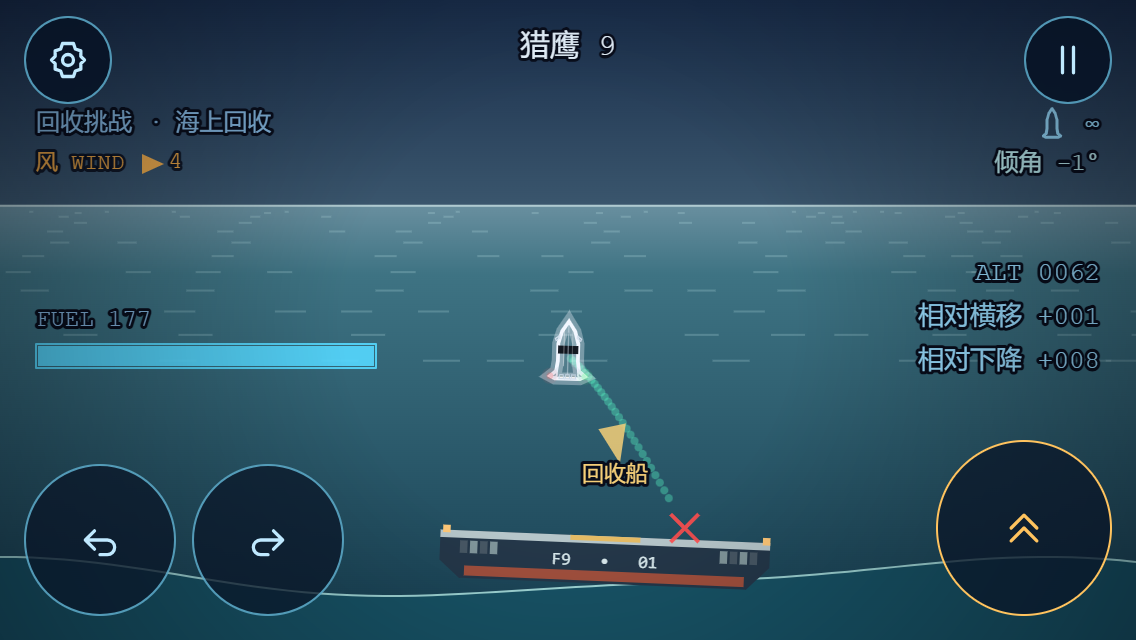 猎鹰 9
回收挑战 · 海上回收
风 WIND ▶ 4
∞
倾角 -1°
ALT 0062
相对横移 +001
相对下降 +008
FUEL 177
回收船
F9 • 01